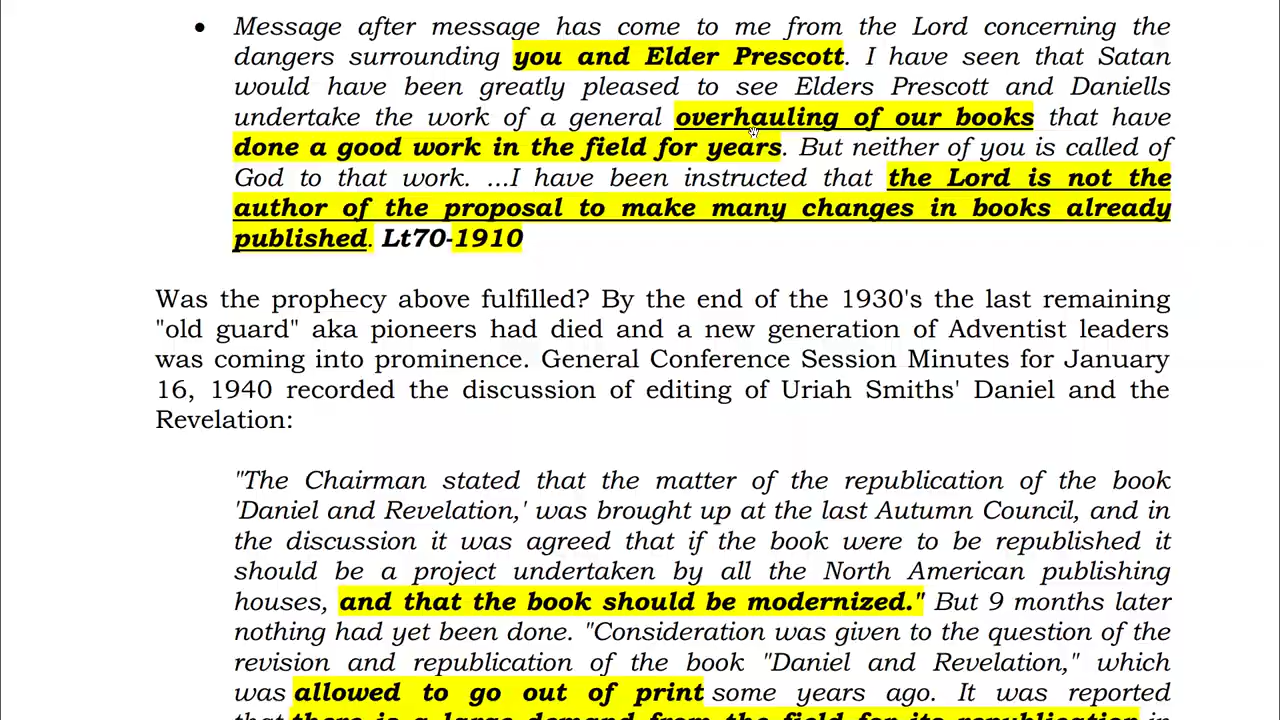 • Message after message has come to me from the Lord concerning the
dangers surrounding you and Elder Prescott. I have seen that Satan
would have been greatly pleased to see Elders Prescott and Daniells
undertake the work of a general overhauling of our books that have
done a good work in the field for years. But neither of you is called of
God to that work. ...I have been instructed that the Lord is not the
author of the proposal to make many changes in books already
published. Lt70-1910
Was the prophecy above fulfilled? By the end of the 1930's the last remaining
"old guard" aka pioneers had died and a new generation of Adventist leaders
was coming into prominence. General Conference Session Minutes for January
16, 1940 recorded the discussion of editing of Uriah Smiths' Daniel and the
Revelation:
"The Chairman stated that the matter of the republication of the book
'Daniel and Revelation,' was brought up at the last Autumn Council, and in
the discussion it was agreed that if the book were to be republished it
should be a project undertaken by all the North American publishing
houses, and that the book should be modernized." But 9 months later
nothing had yet been done. "Consideration was given to the question of the
revision and republication of the book "Daniel and Revelation," which
was allowed to go out of print some years ago. It was reported
that there is a large demand from the field for its republication in